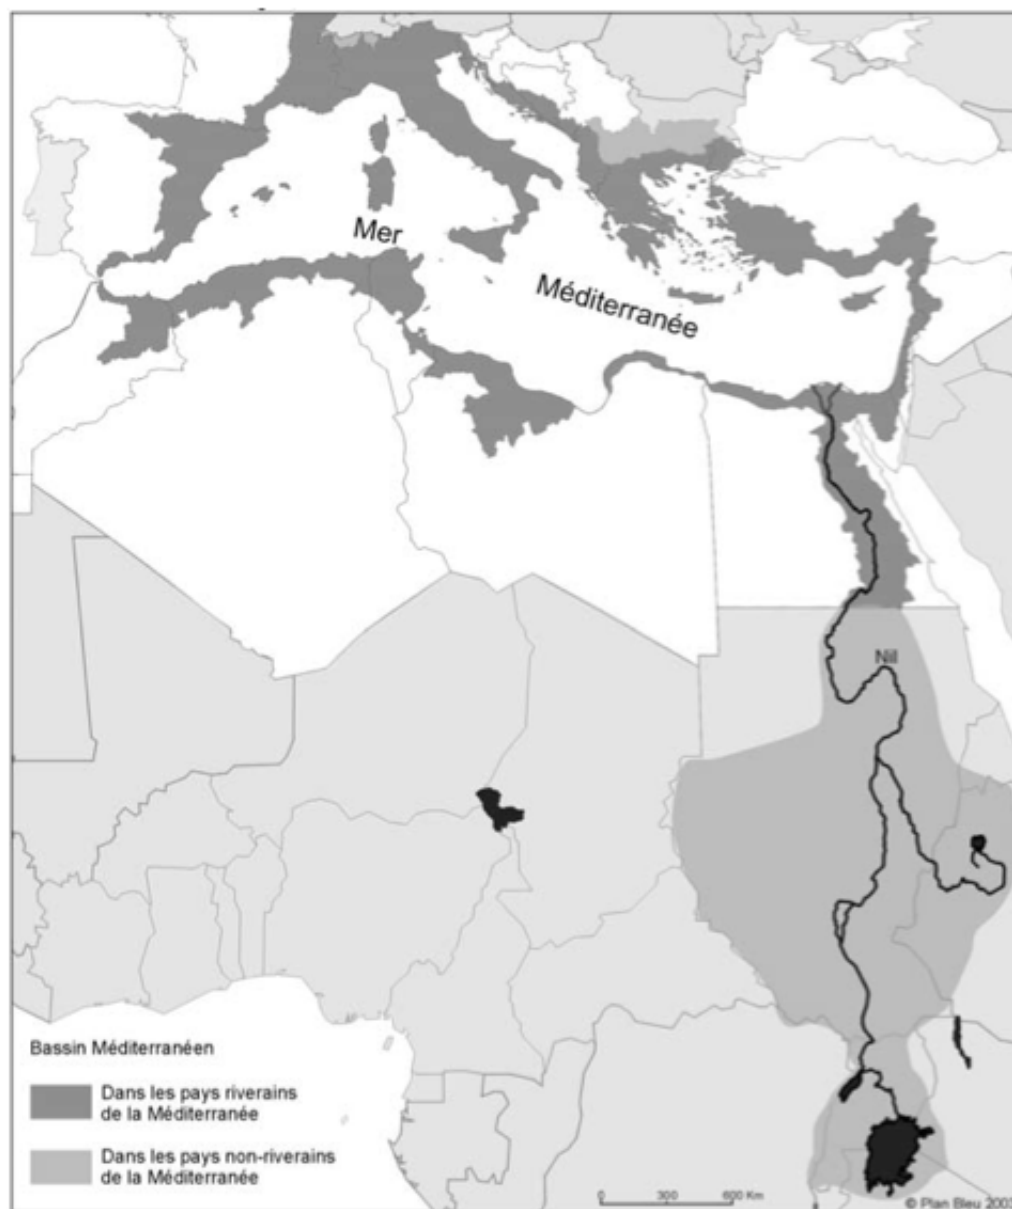 Mer
Méditerranée
Nil
Bassin Méditerranéen
Dans les pays riverains
de la Méditerranée
Dans les pays non-riverains
de la Méditerranée
0 300 600 Km
© Plan Bleu 2003